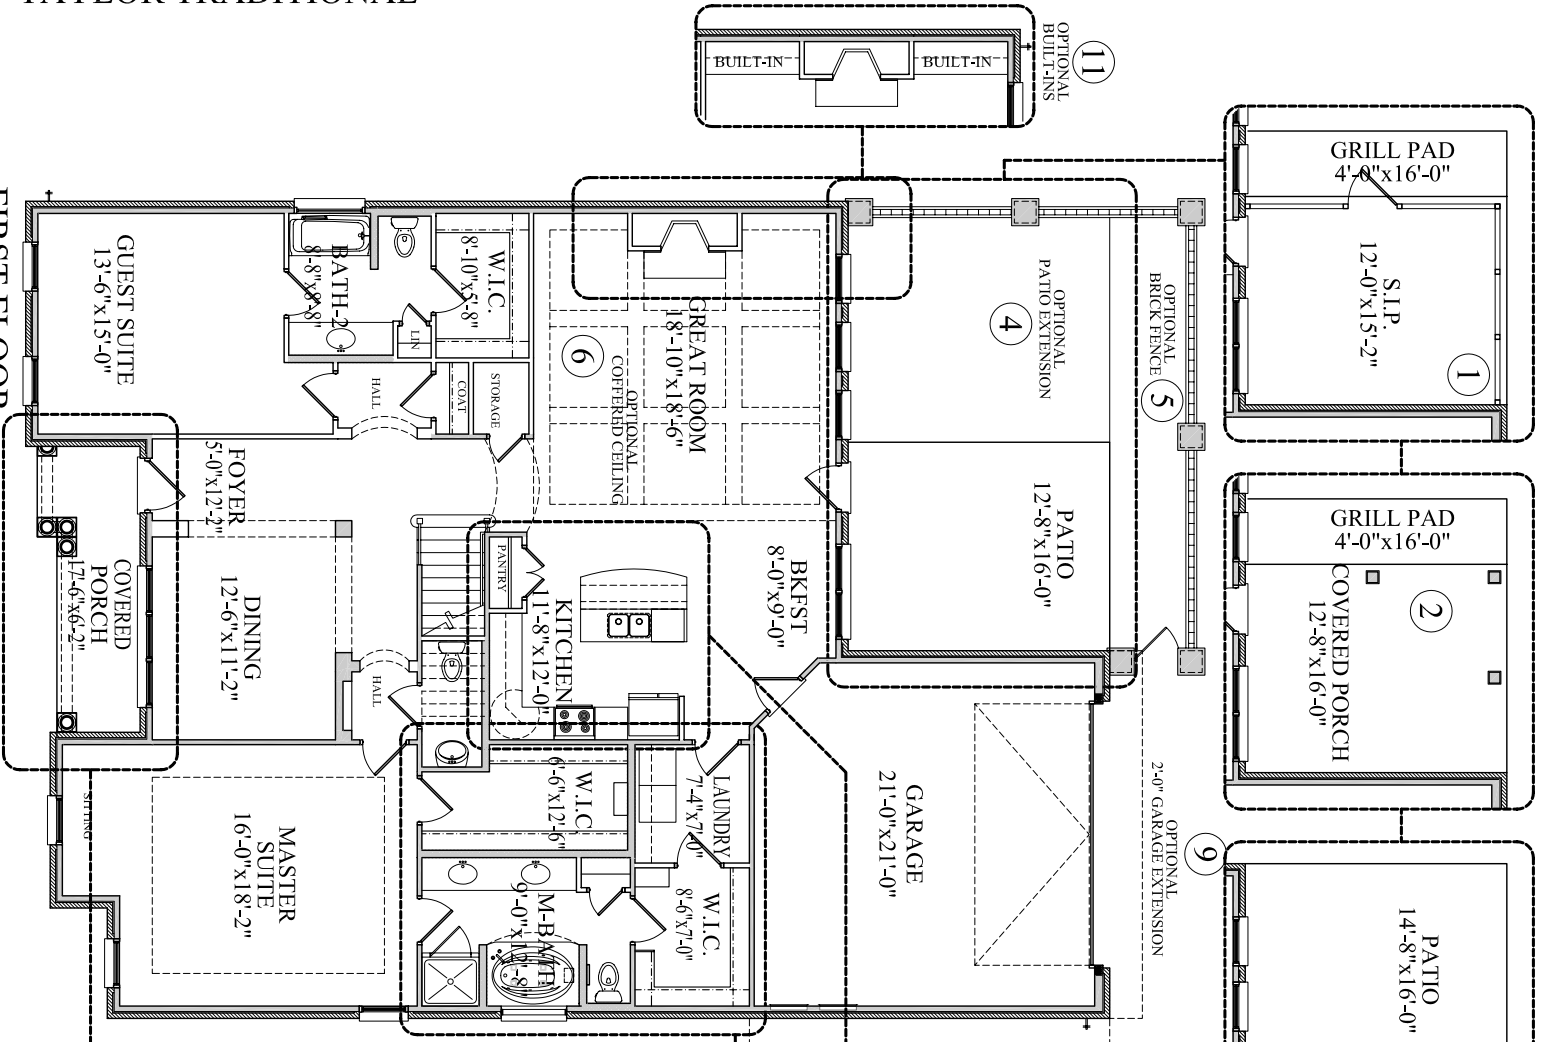 TAYLOR TRADITIONAL
FIRST FLOOR
BUILT-IN
BUILT-IN
OPTIONAL
BUILT-INS
11
GRILL PAD
4'-0"x16'-0"
S.I.P.
12'-0"x15'-2"
1
GRILL PAD
4'-0"x16'-0"
COVERED PORCH
12'-8"x16'-0"
2
PATIO
14'-8"x16'-0"
OPTIONAL
PATIO EXTENSION
4
OPTIONAL
BRICK FENCE
5
PATIO
12'-8"x16'-0"
OPTIONAL
2'-0" GARAGE EXTENSION
9
GUEST SUITE
13'-6"x15'-0"
BATH-2
8'-8"x8'-8"
W.I.C.
8'-10"x5'-8"
LIN
HALL
COAT
STORAGE
GREAT ROOM
18'-10"x18'-6"
OPTIONAL
COFFERED CEILING
6
FOYER
5'-0"x12'-2"
COVERED
PORCH
17'-6"x6'-2"
DINING
12'-6"x11'-2"
HALL
PANTRY
KITCHEN
11'-8"x12'-0"
BKFST
8'-0"x9'-0"
GARAGE
21'-0"x21'-0"
LAUNDRY
7'-4"x7'-0"
W.I.C
6'-6"x12'-6"
W.I.C.
8'-6"x7'-0"
M-BATH
9'-0"x12'-8"
MASTER
SUITE
16'-0"x18'-2"
SITTING